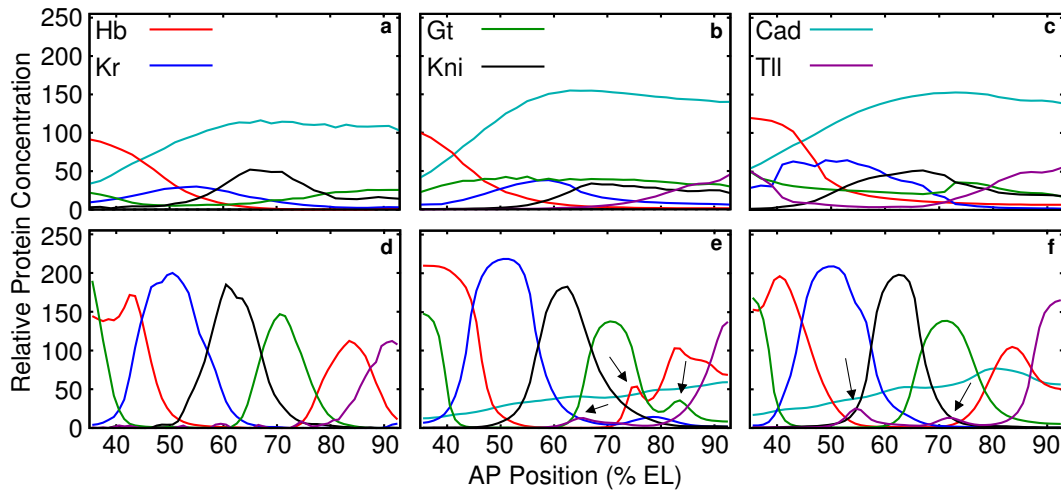 Hb Kr a
Gt Kni b
Cad Tll c
250
200
150
100
50
0
d e f
250
200
150
100
50
0
40 50 60 70 80 90 40 50 60 70 80 90 40 50 60 70 80 90
Relative Protein Concentration
AP Position (% EL)